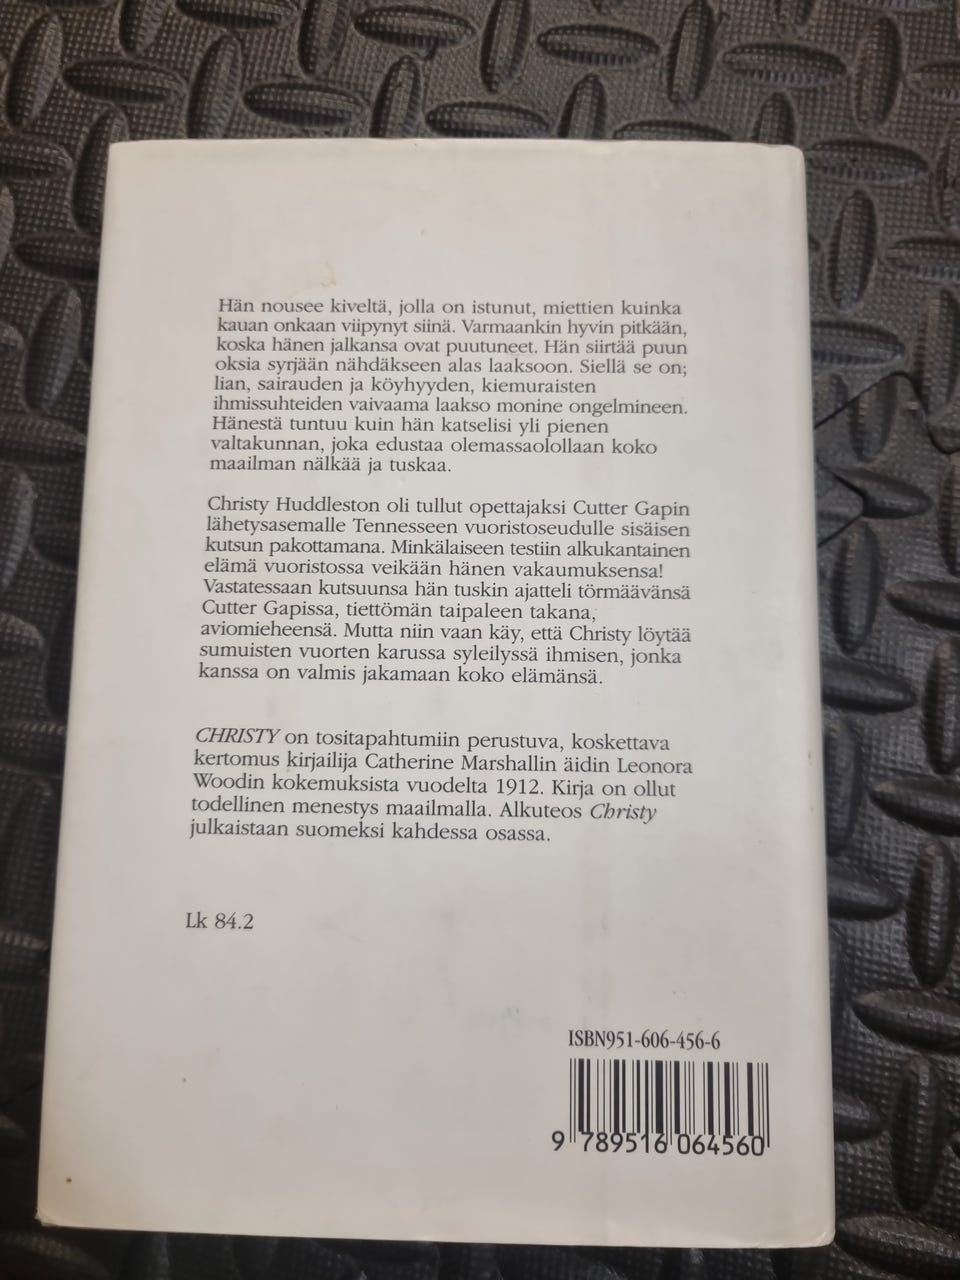 Hän nousee kiveltä, jolla on istunut, miettien kuinka
kauan onkaan viipynyt siinä. Varmaankin hyvin pitkään,
koska hänen jalkansa ovat puutuneet. Hän siirtää puun
oksia syrjään nähdäkseen alas laaksoon. Siellä se on;
lian, sairauden ja köyhyyden, kiemuraisten
ihmissuhteiden vaivaama laakso monine ongelmineen.
Hänestä tuntuu kuin hän katselisi yli pienen
valtakunnan, joka edustaa olemassaolollaan koko
maailman nälkää ja tuskaa.
Christy Huddleston oli tullut opettajaksi Cutter Gapin
lähetysasemalle Tennesseen vuoristoseudulle sisäisen
kutsun pakottamana. Minkälaiseen testiin alkukantainen
elämä vuoristossa veikään hänen vakaumuksensa!
Vastatessaan kutsuunsa hän tuskin ajatteli törmäävänsä
Cutter Gapissa, tiettömän taipaleen takana,
aviomieheensä. Mutta niin vaan käy, että Christy löytää
sumuisten vuorten karussa syleilyssä ihmisen, jonka
kanssa on valmis jakamaan koko elämänsä.
CHRISTY on tositapahtumiin perustuva, koskettava
kertomus kirjailija Catherine Marshallin äidin Leonora
Woodin kokemuksista vuodelta 1912. Kirja on ollut
todellinen menestys maailmalla. Alkuteos Christy
julkaistaan suomeksi kahdessa osassa.
Lk 84.2
ISBN951-606-456-6
9 789516 064560